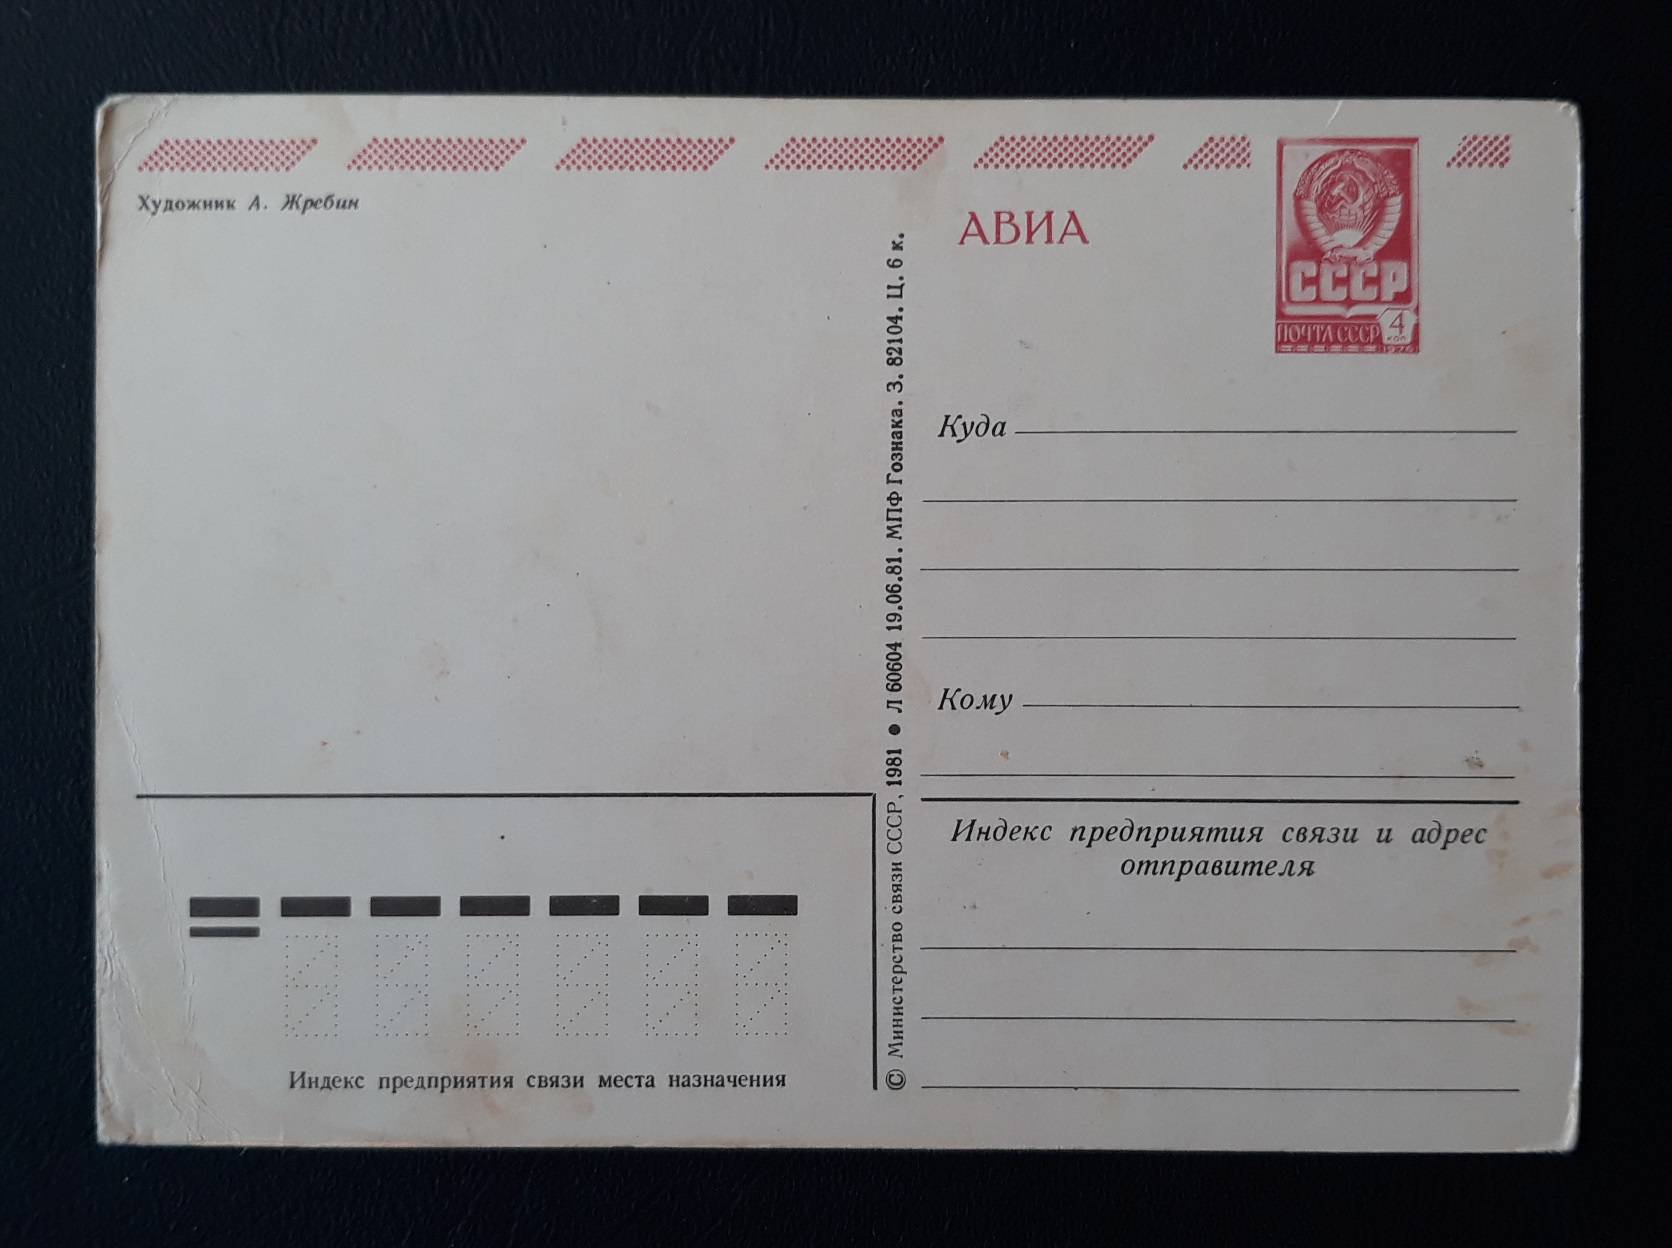 Художник А. Жребин
АВИА
СССР
ПОЧТА СССР 4 коп
1976
Куда
Кому
Индекс предприятия связи и адрес
отправителя
© Министерство связи СССР, 1981 ● Л 60604 19.06.81. МПФ Гознака. З. 82104. Ц. 6 к.
Индекс предприятия связи места назначения